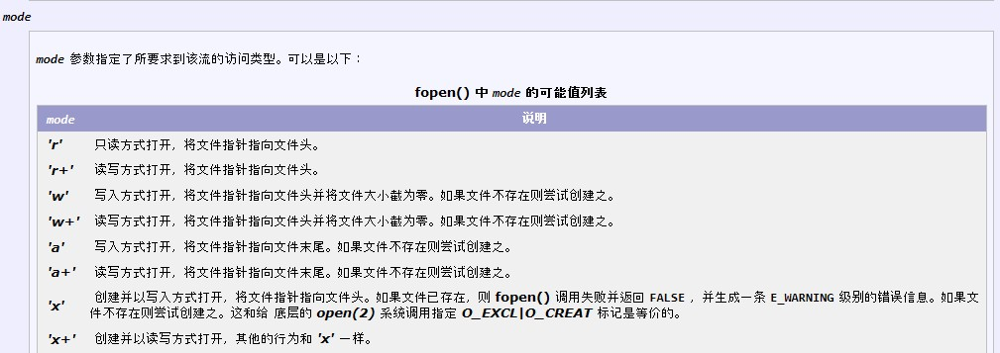 mode
mode 参数指定了所要求到该流的访问类型。可以是以下：
fopen() 中 mode 的可能值列表
mode 说明
'r' 只读方式打开，将文件指针指向文件头。
'r+' 读写方式打开，将文件指针指向文件头。
'w' 写入方式打开，将文件指针指向文件头并将文件大小截为零。如果文件不存在则尝试创建之。
'w+' 读写方式打开，将文件指针指向文件头并将文件大小截为零。如果文件不存在则尝试创建之。
'a' 写入方式打开，将文件指针指向文件末尾。如果文件不存在则尝试创建之。
'a+' 读写方式打开，将文件指针指向文件末尾。如果文件不存在则尝试创建之。
'x' 创建并以写入方式打开，将文件指针指向文件头。如果文件已存在，则 fopen() 调用失败并返回 FALSE ，并生成一条 E_WARNING 级别的错误信息。如果文
件不存在则尝试创建之。这和给 底层的 open(2) 系统调用指定 O_EXCL|O_CREAT 标记是等价的。
'x+' 创建并以读写方式打开，其他的行为和 'x' 一样。